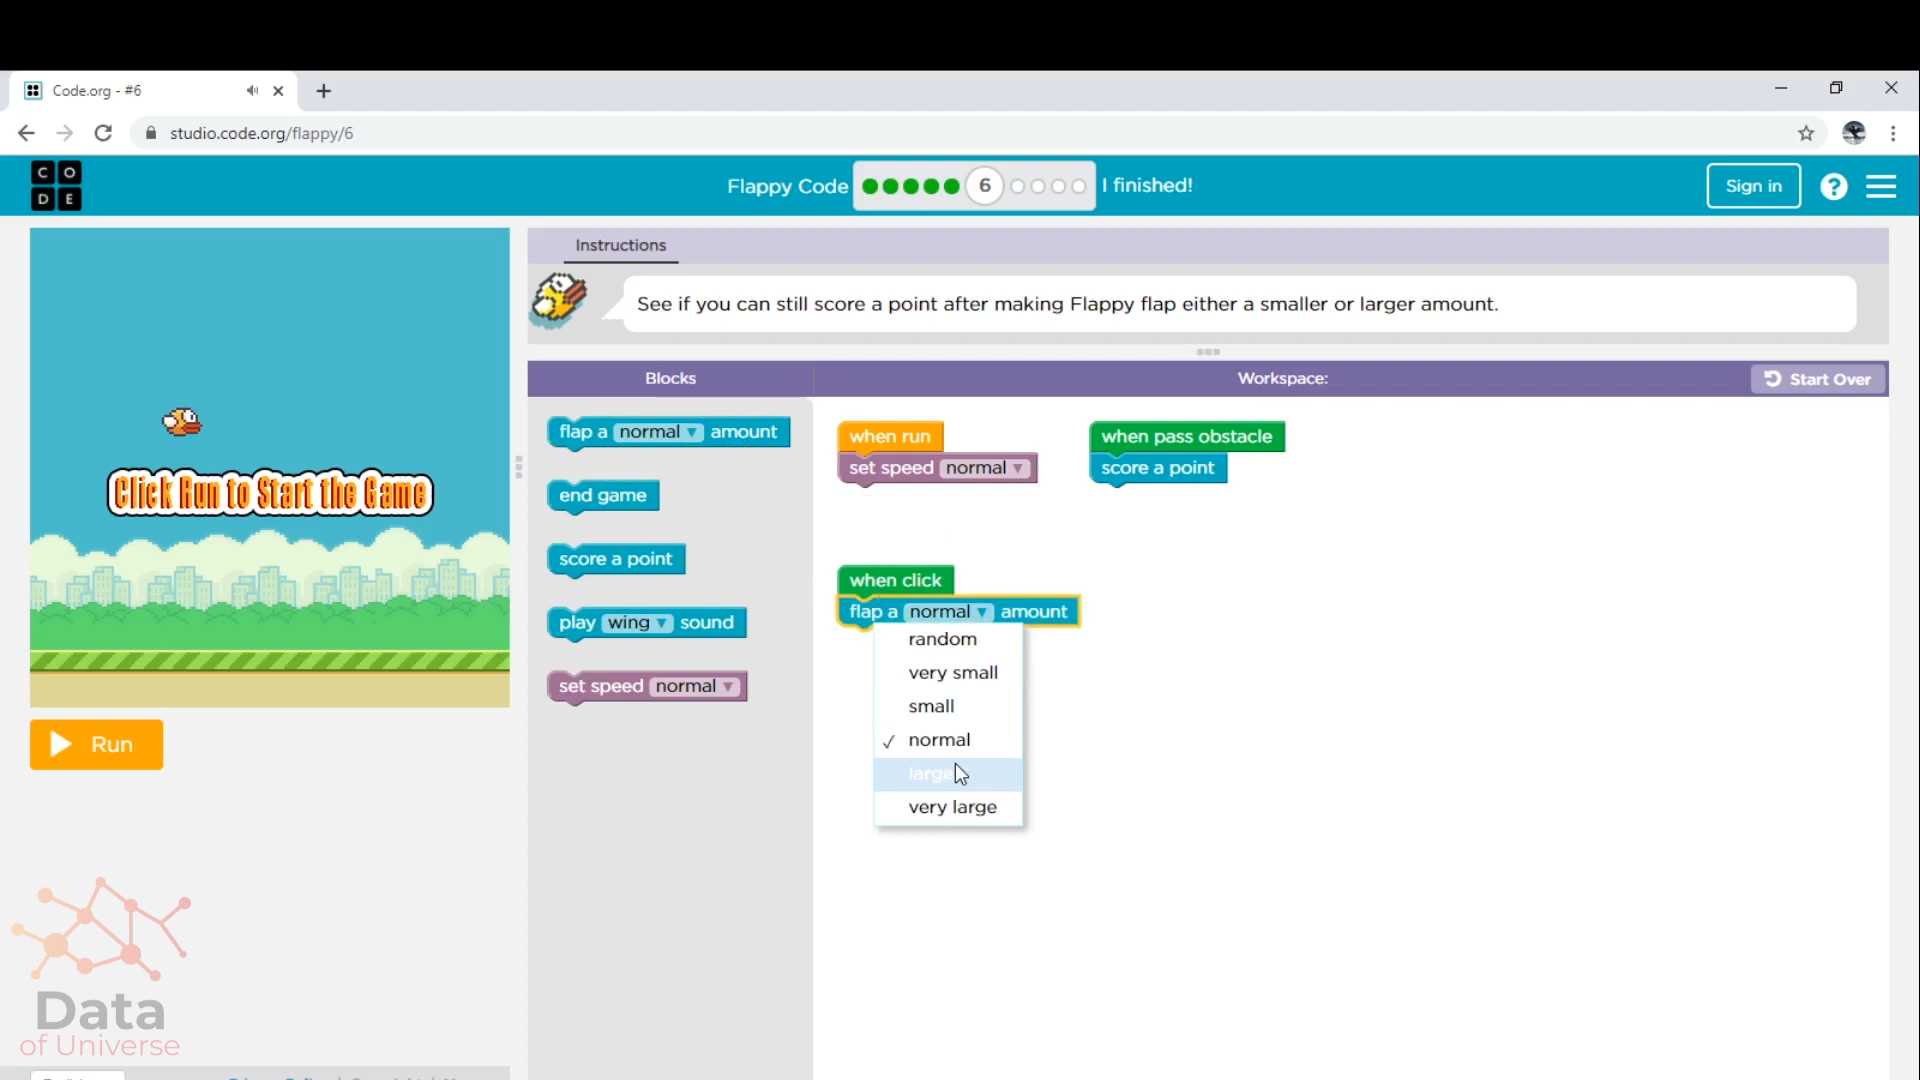 Code.org - #6
studio.code.org/flappy/6
C O
D E
Flappy Code
6
I finished!
Sign in
?
Instructions
See if you can still score a point after making Flappy flap either a smaller or larger amount.
Blocks
Workspace:
Start Over
Click Run to Start the Game
Run
flap a normal amount
end game
score a point
play wing sound
set speed normal
when run
set speed normal
when pass obstacle
score a point
when click
flap a normal amount
random
very small
small
✓ normal
large
very large
Data
of Universe